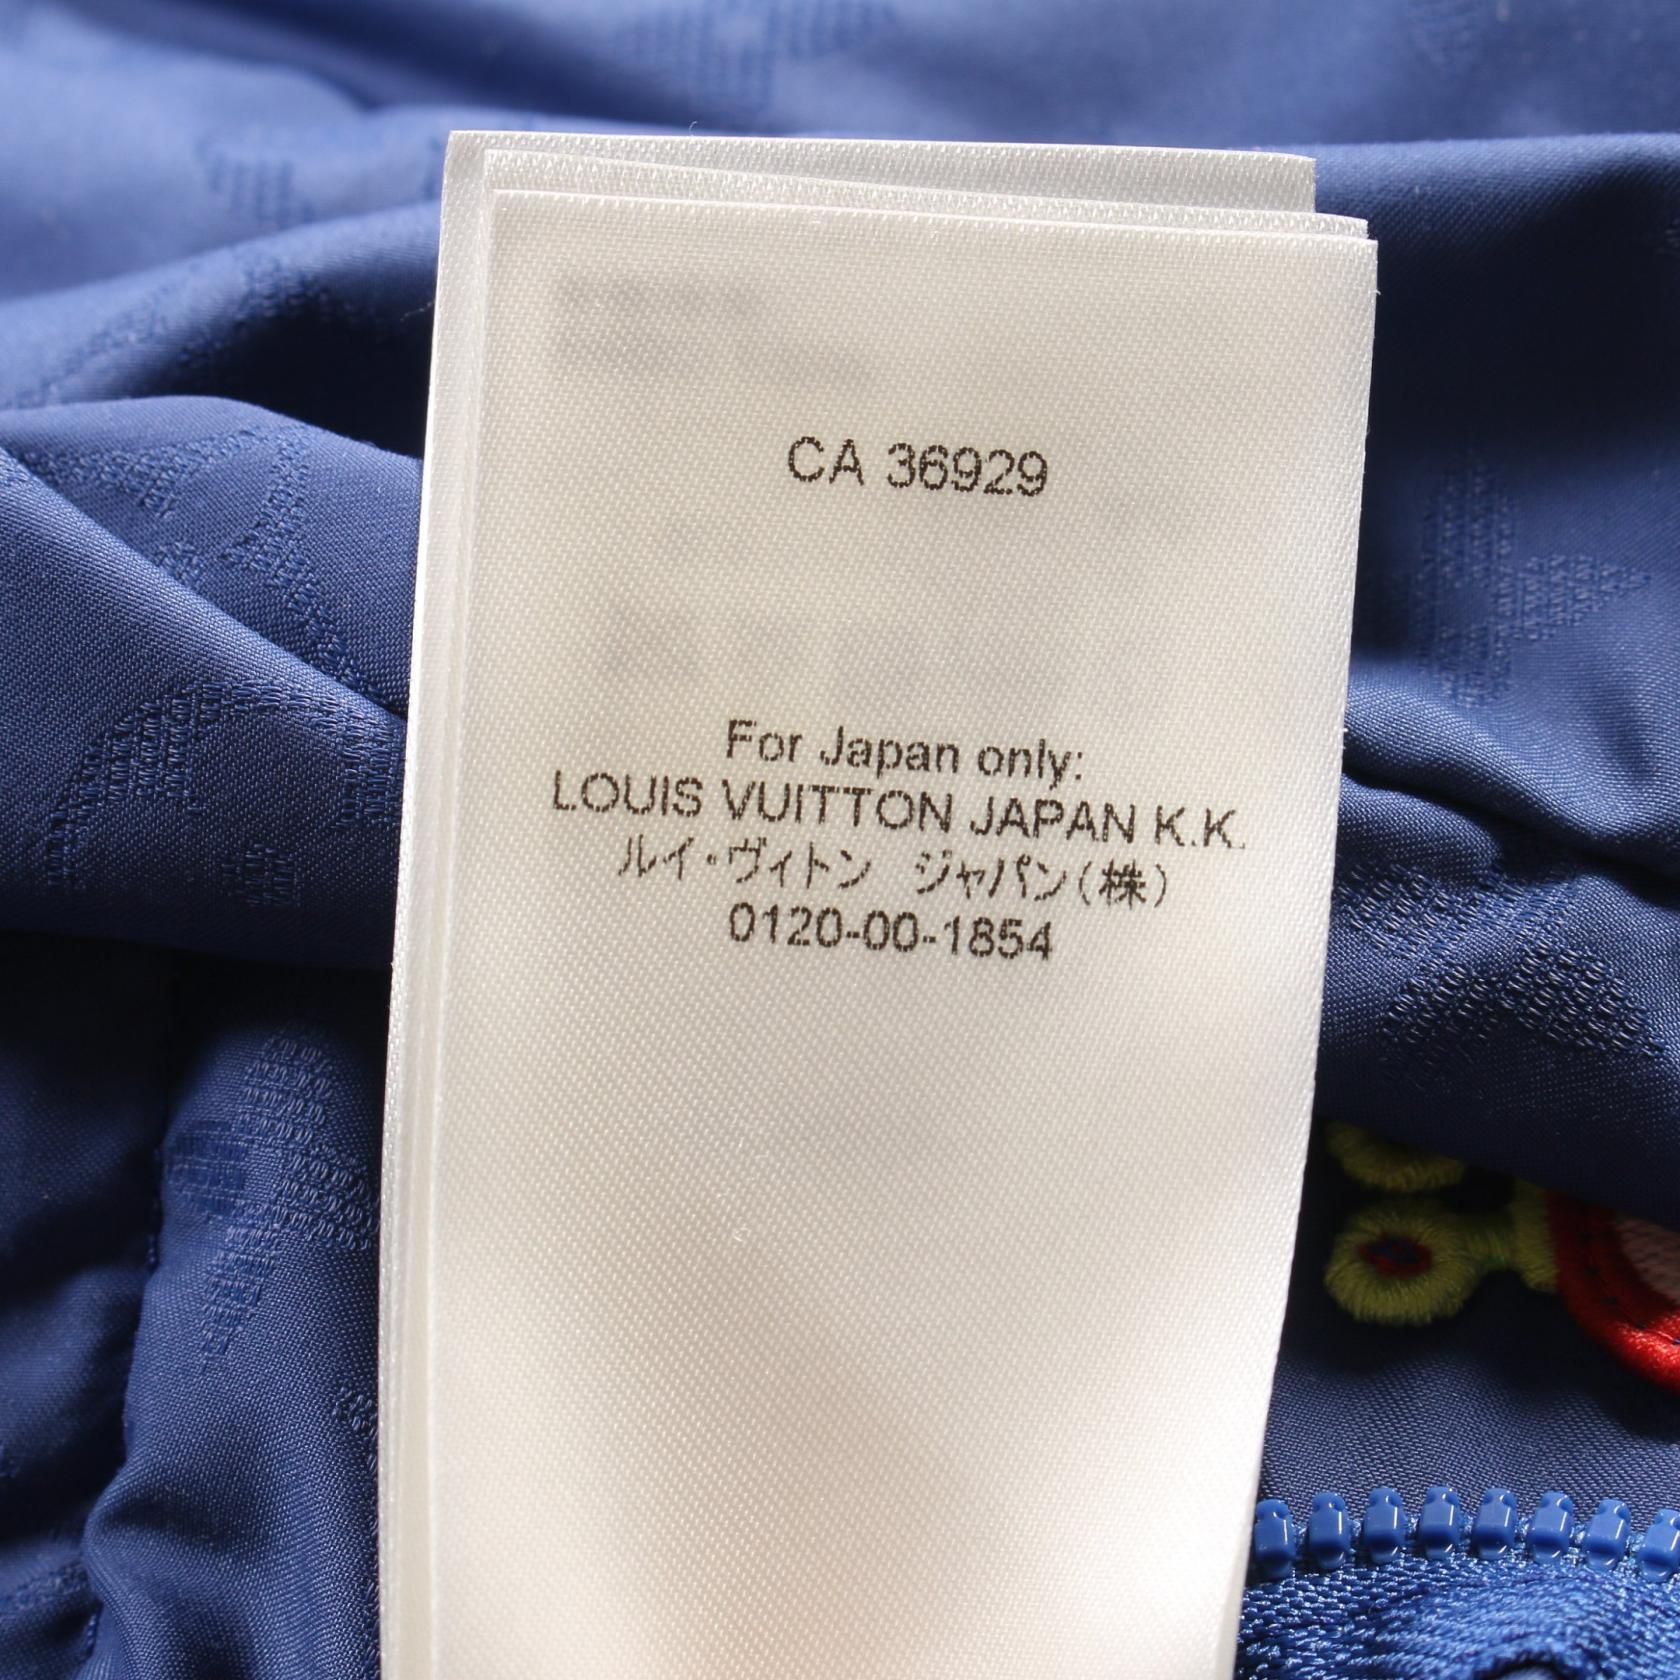 CA 36929
For Japan only:
LOUIS VUITTON JAPAN K.K.
ルイ・ヴィトン　ジャパン(株)
0120-00-1854